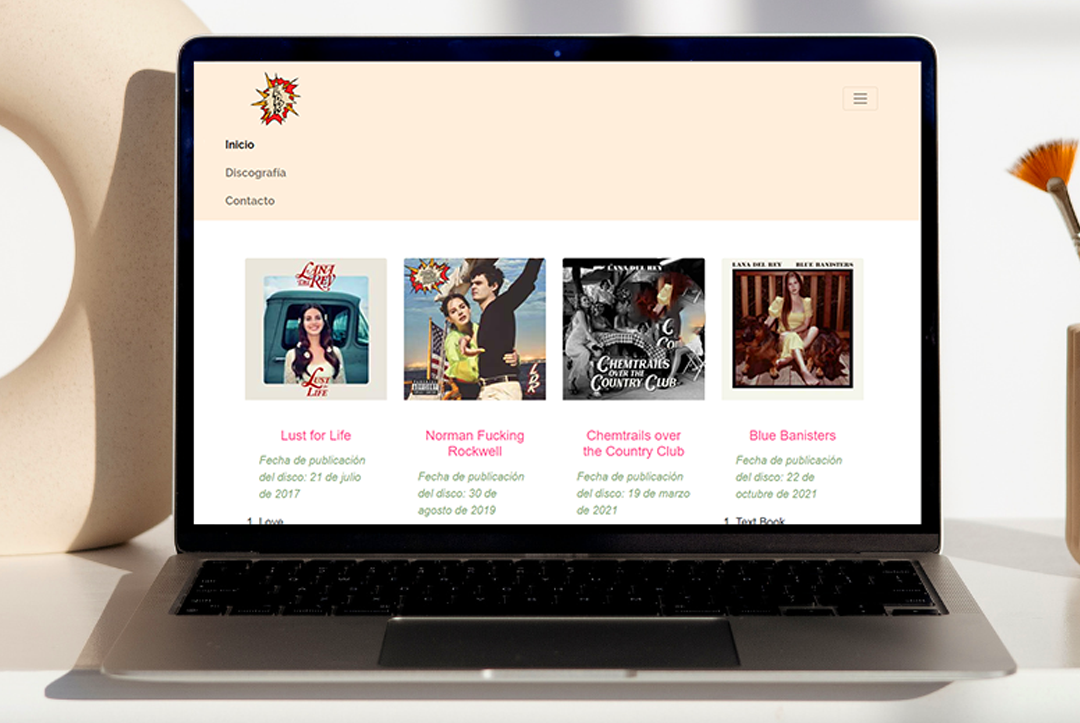 Inicio
Discografía
Contacto
LANA
DEL REY
LUST
FOR
LIFE
LDR
LANA DEL REY
CHEMTRAILS
OVER THE
COUNTRY CLUB
LANA DEL REY BLUE BANISTERS
Lust for Life
Fecha de publicación
del disco: 21 de julio
de 2017
1. Love
Norman Fucking
Rockwell
Fecha de publicación
del disco: 30 de
agosto de 2019
Chemtrails over
the Country Club
Fecha de publicación
del disco: 19 de marzo
de 2021
Blue Banisters
Fecha de publicación
del disco: 22 de
octubre de 2021
1. Text Book